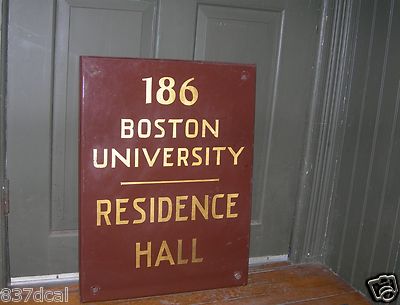 186
BOSTON
UNIVERSITY
RESIDENCE
HALL
837dcal